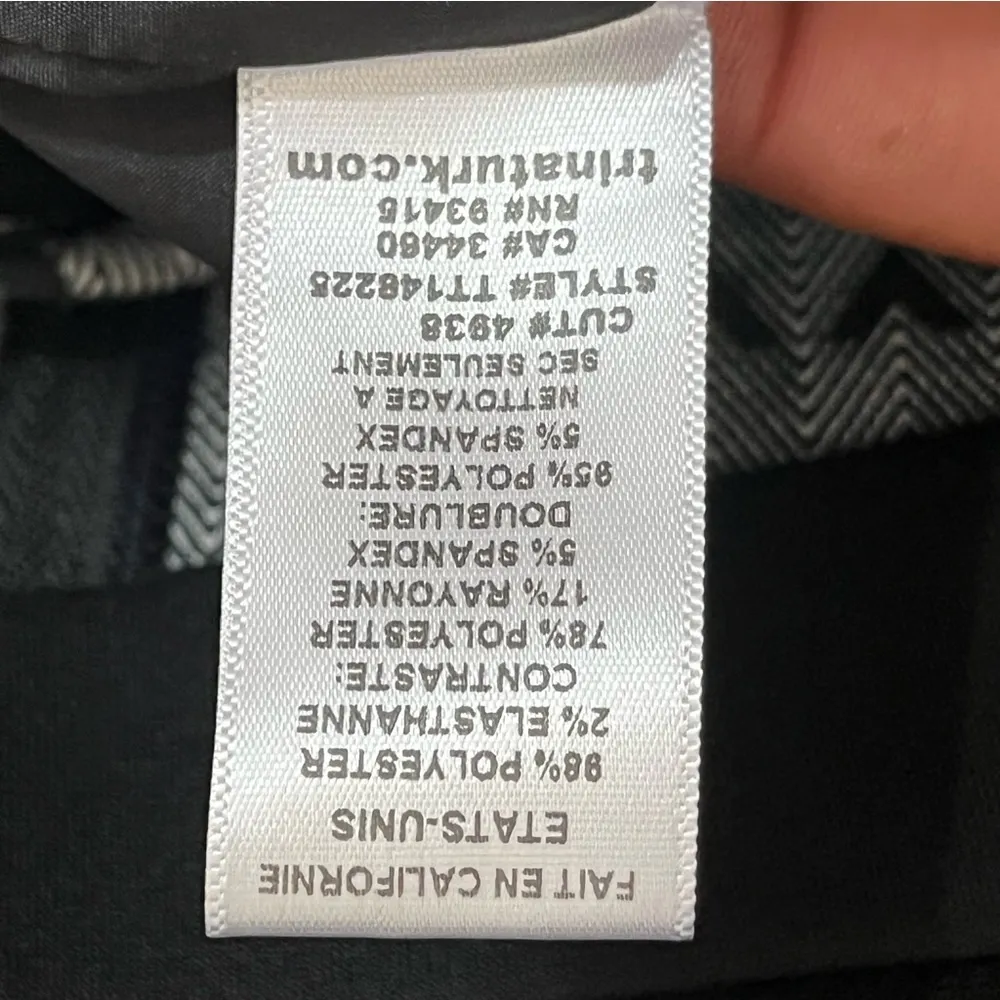 FAIT EN CALIFORNIE
ETATS-UNIS
98% POLYESTER
2% ELASTHANNE
CONTRASTE:
78% POLYESTER
17% RAYONNE
5% SPANDEX
DOUBLURE:
95% POLYESTER
5% SPANDEX
NETTOYAGE A
SEC SEULEMENT
CUT# 4938
STYLE# TT148225
CA# 34460
RN# 93415
trinaturk.com